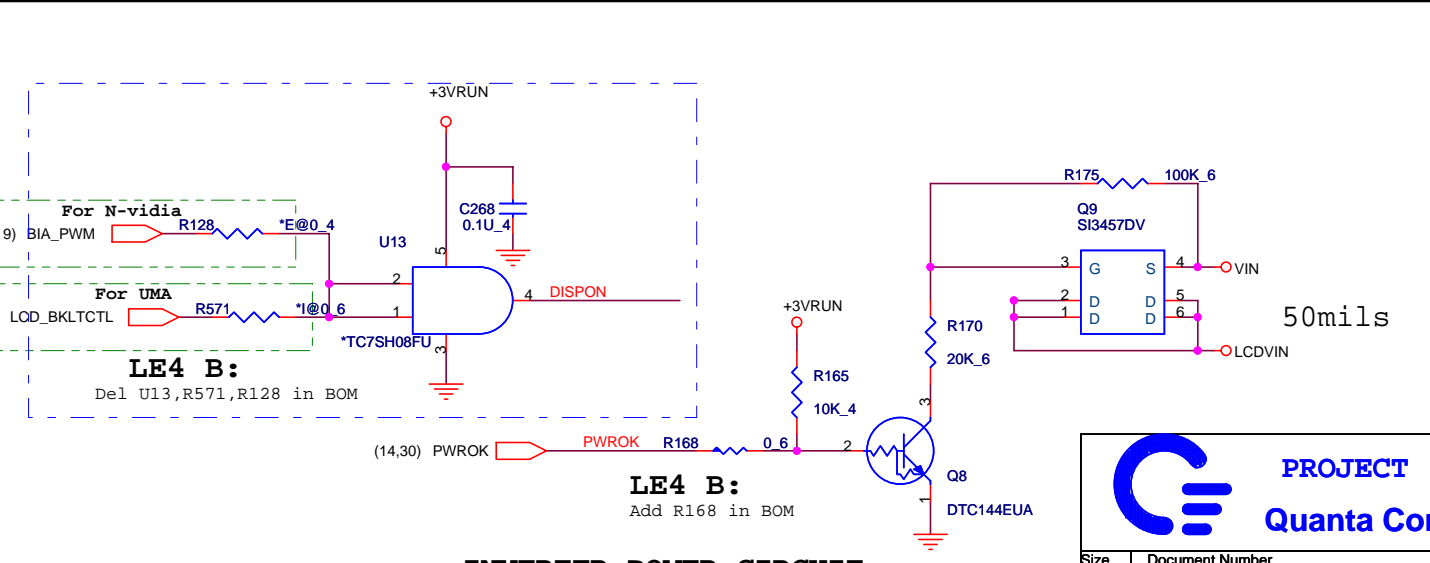 +3VRUN
For N-vidia
9) BIA_PWM
R128
*E@0_4
C268
0.1U_4
U13
5
2
4
DISPON
For UMA
LCD_BKLTCTL
R571
*I@0_6
1
*TC7SH08FU
3
LE4 B:
Del U13,R571,R128 in BOM
R175
100K_6
Q9
SI3457DV
3
G
S
4
VIN
2
D
D
5
1
D
D
6
50mils
LCDVIN
+3VRUN
R170
20K_6
R165
10K_4
3
(14,30) PWROK
PWROK
R168
0_6
2
Q8
1
DTC144EUA
LE4 B:
Add R168 in BOM
PROJECT
Quanta
Size
Document Number